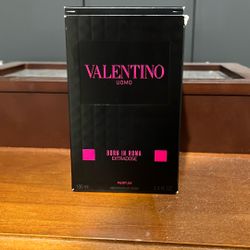 VALENTINO
UOMO
BORN IN ROMA
EXTRADOSE
PARFUM